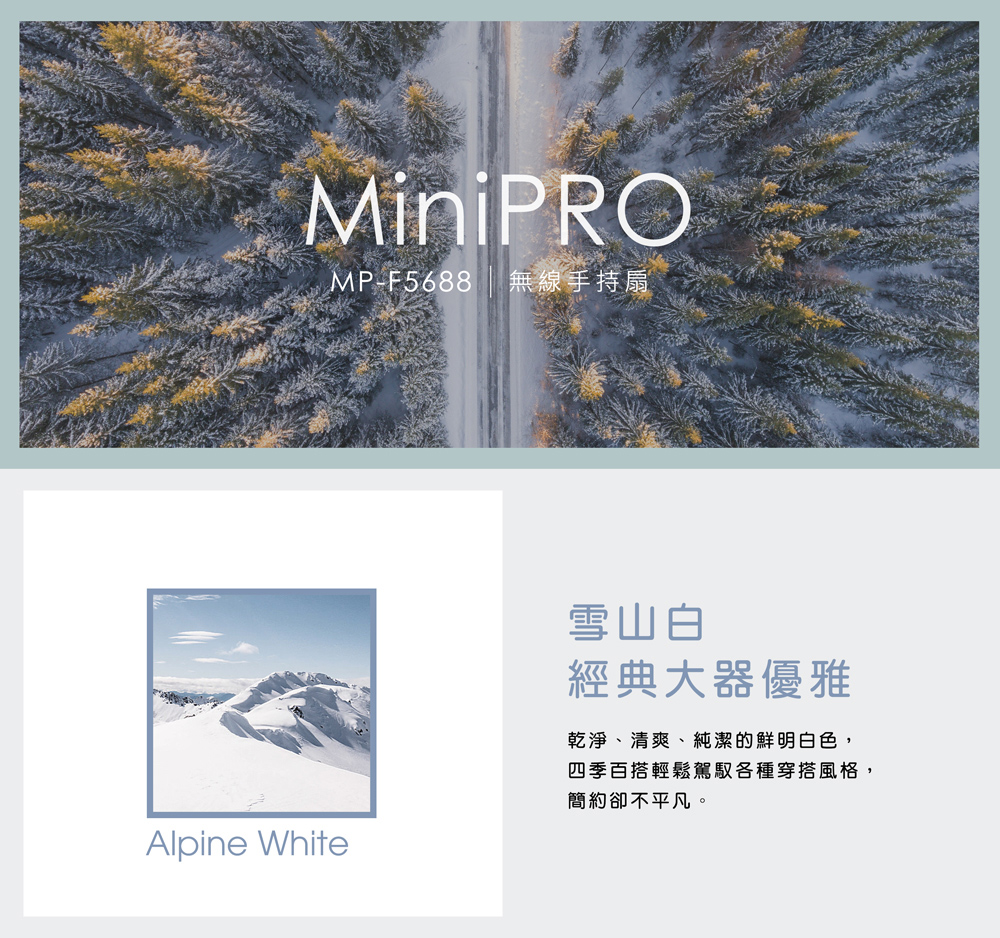 MiniPRO
MP-F5688｜無線手持扇
Alpine White
雪山白
經典大器優雅
乾淨、清爽、純潔的鮮明白色，
四季百搭輕鬆駕馭各種穿搭風格，
簡約卻不平凡。